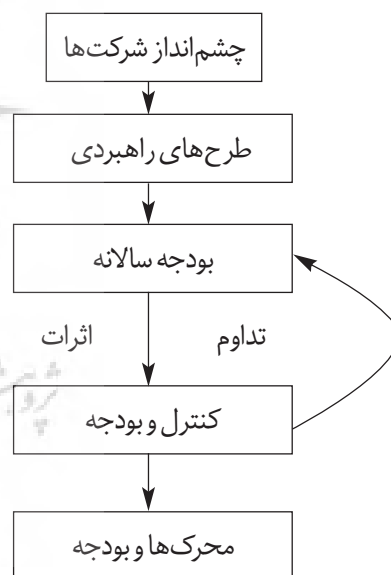 چشم‌انداز شرکت‌ها
طرح‌های راهبردی
بودجه سالانه
تداوم اثرات
کنترل و بودجه
محرک‌ها و بودجه